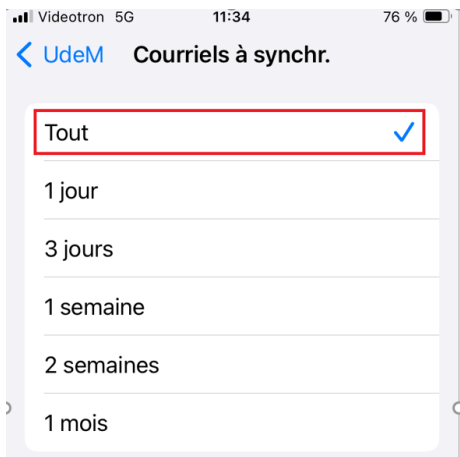 Videotron 5G 11:34 76 %
UdeM Courriels à synchr.
Tout
1 jour
3 jours
1 semaine
2 semaines
1 mois